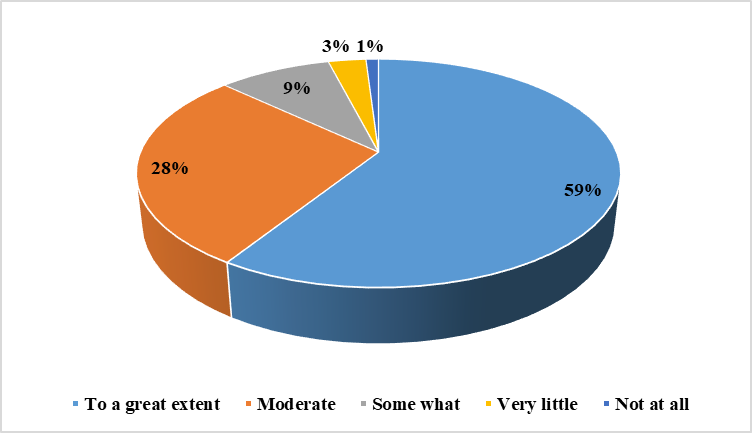 3% 1%
9%
28%
59%
To a great extent Moderate Some what Very little Not at all